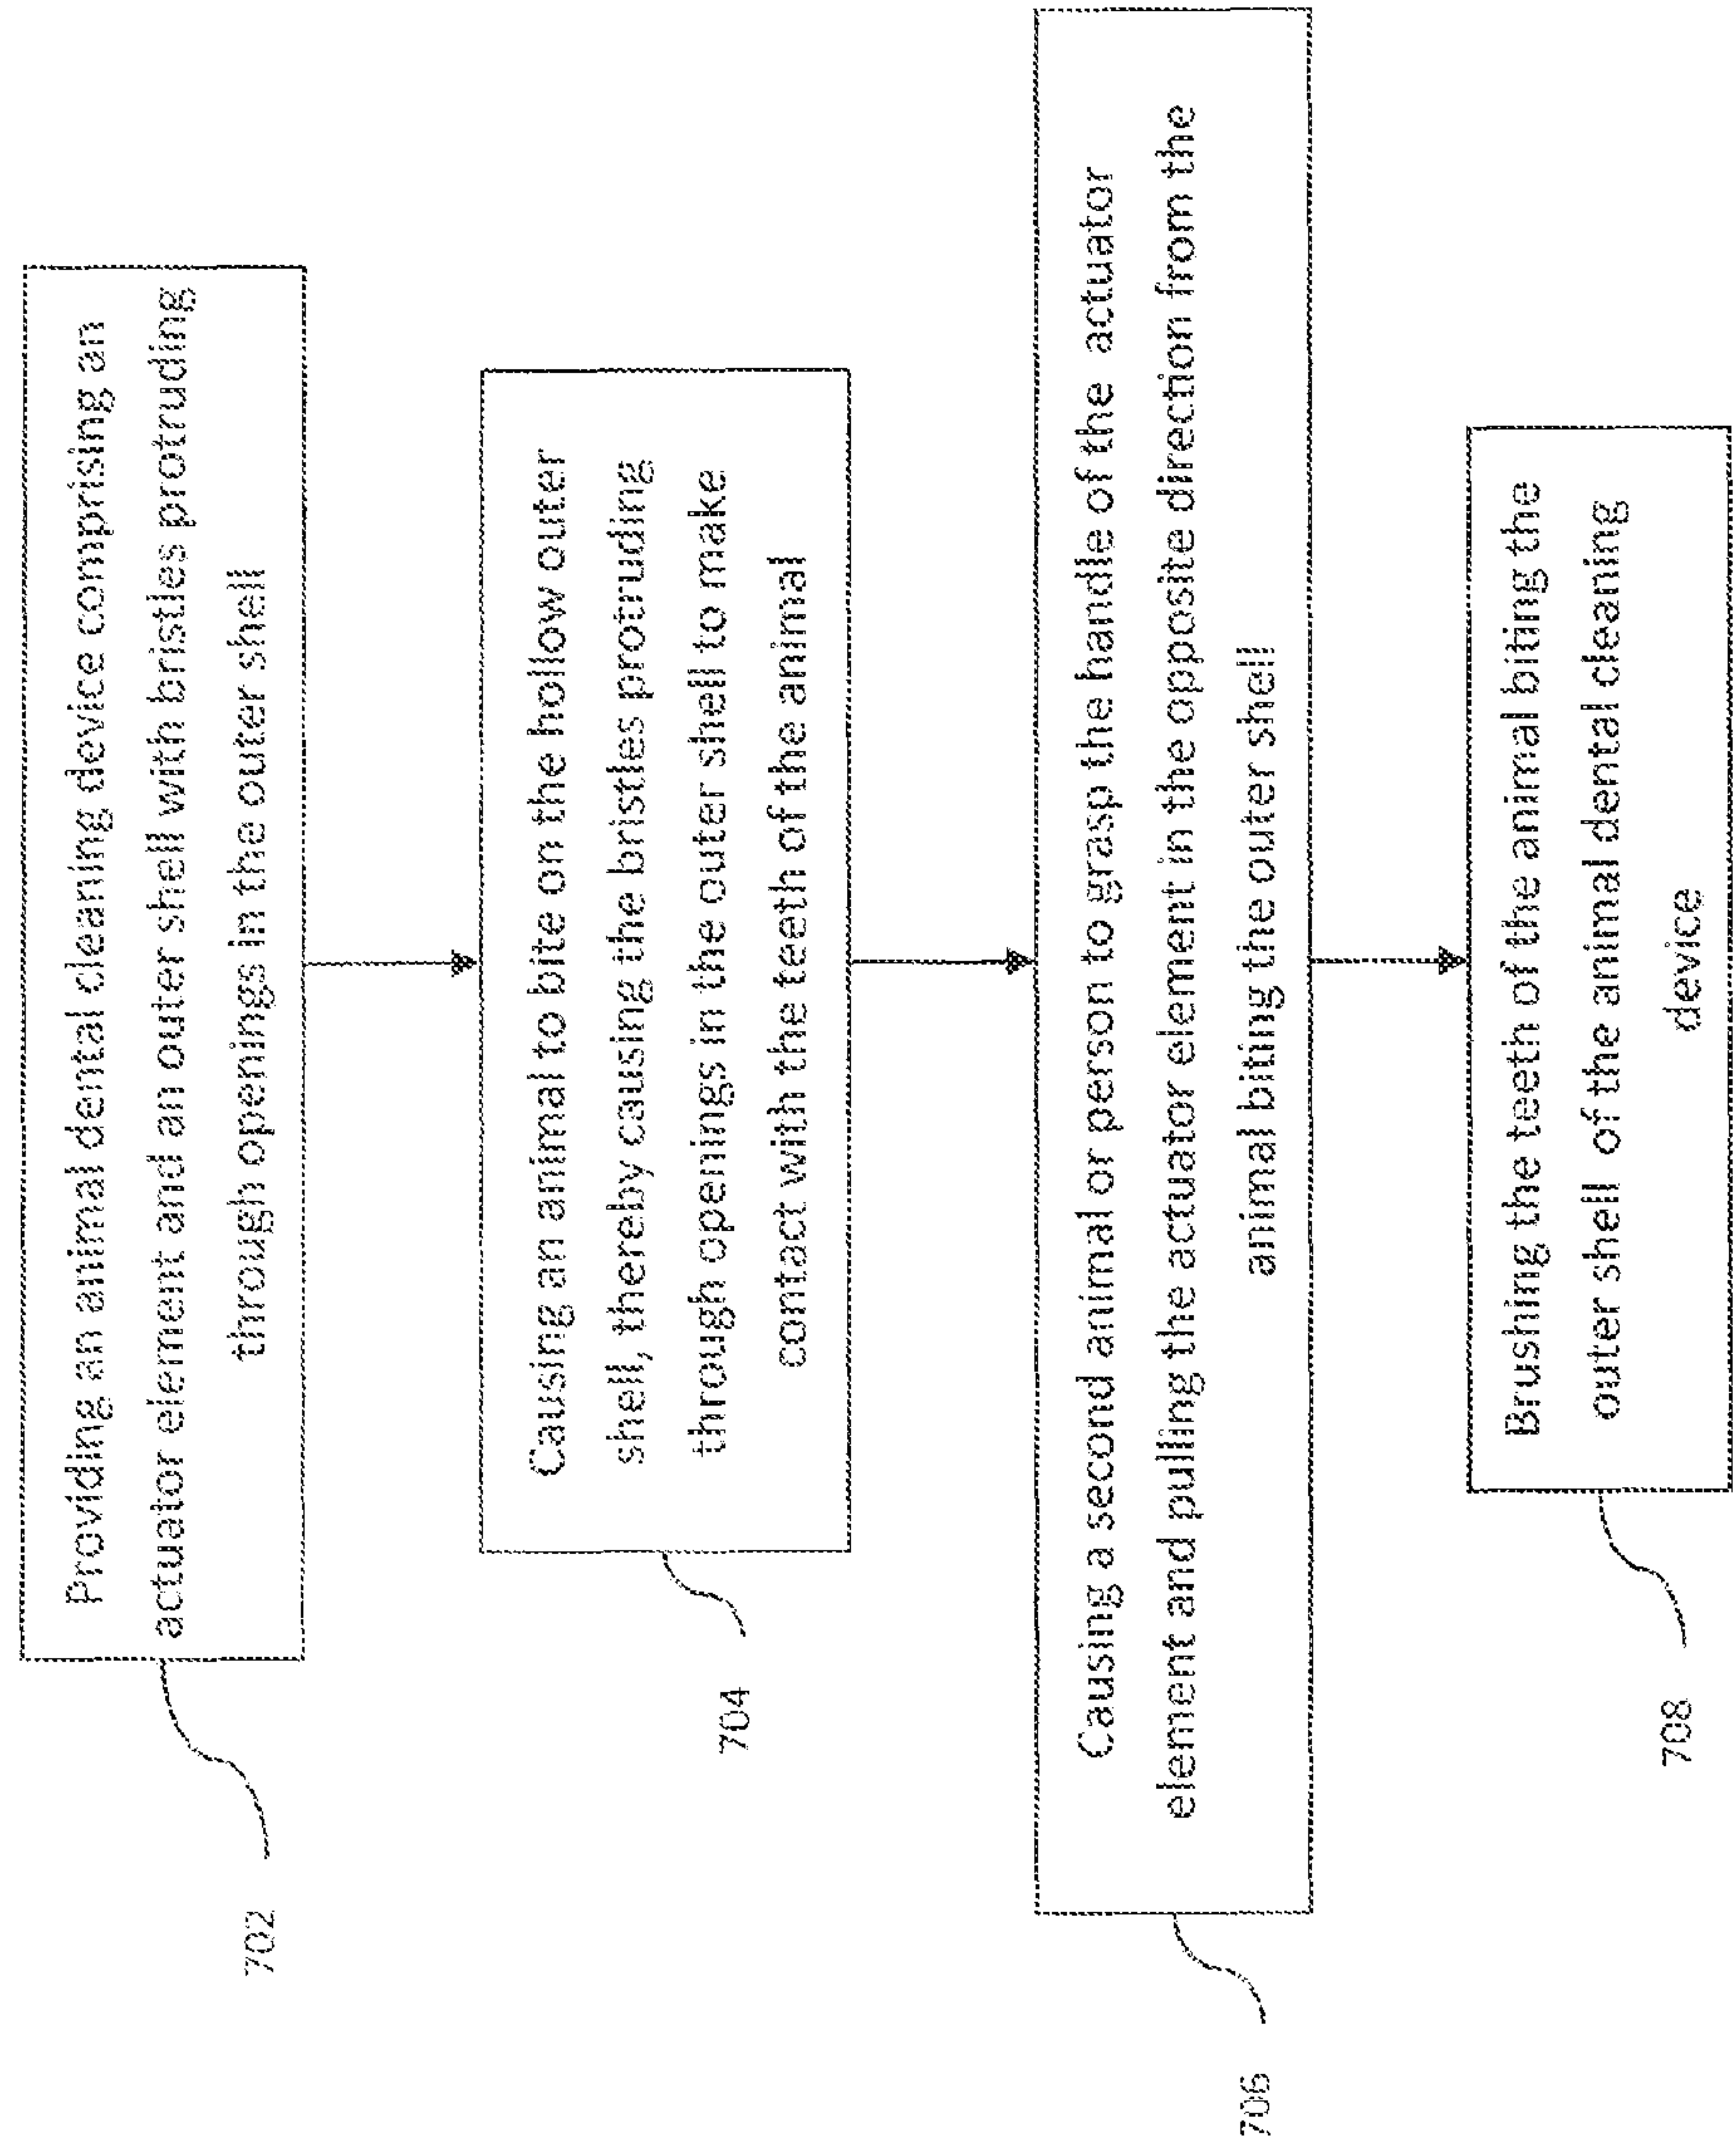 Providing an animal dental cleaning device comprising an
actuator element and an outer shell with bristles protruding
through openings in the outer shell
702
Causing an animal to bite on the hollow outer
shell, thereby causing the bristles protruding
through openings in the outer shell to make
contact with the teeth of the animal
704
Causing a second animal or person to grasp the handle of the actuator
element and pulling the actuator element in the opposite direction from the
animal biting the outer shell
706
Brushing the teeth of the animal biting the
outer shell of the animal dental cleaning
device
708